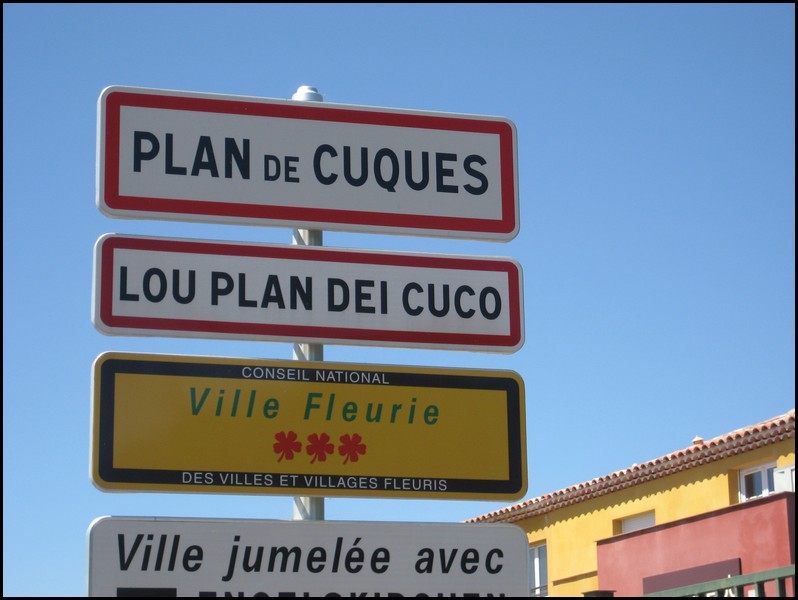 PLAN DE CUQUES
LOU PLAN DEI CUCO
CONSEIL NATIONAL
Ville Fleurie
DES VILLES ET VILLAGES FLEURIS
Ville jumelée avec
ENGELSKIRCHEN